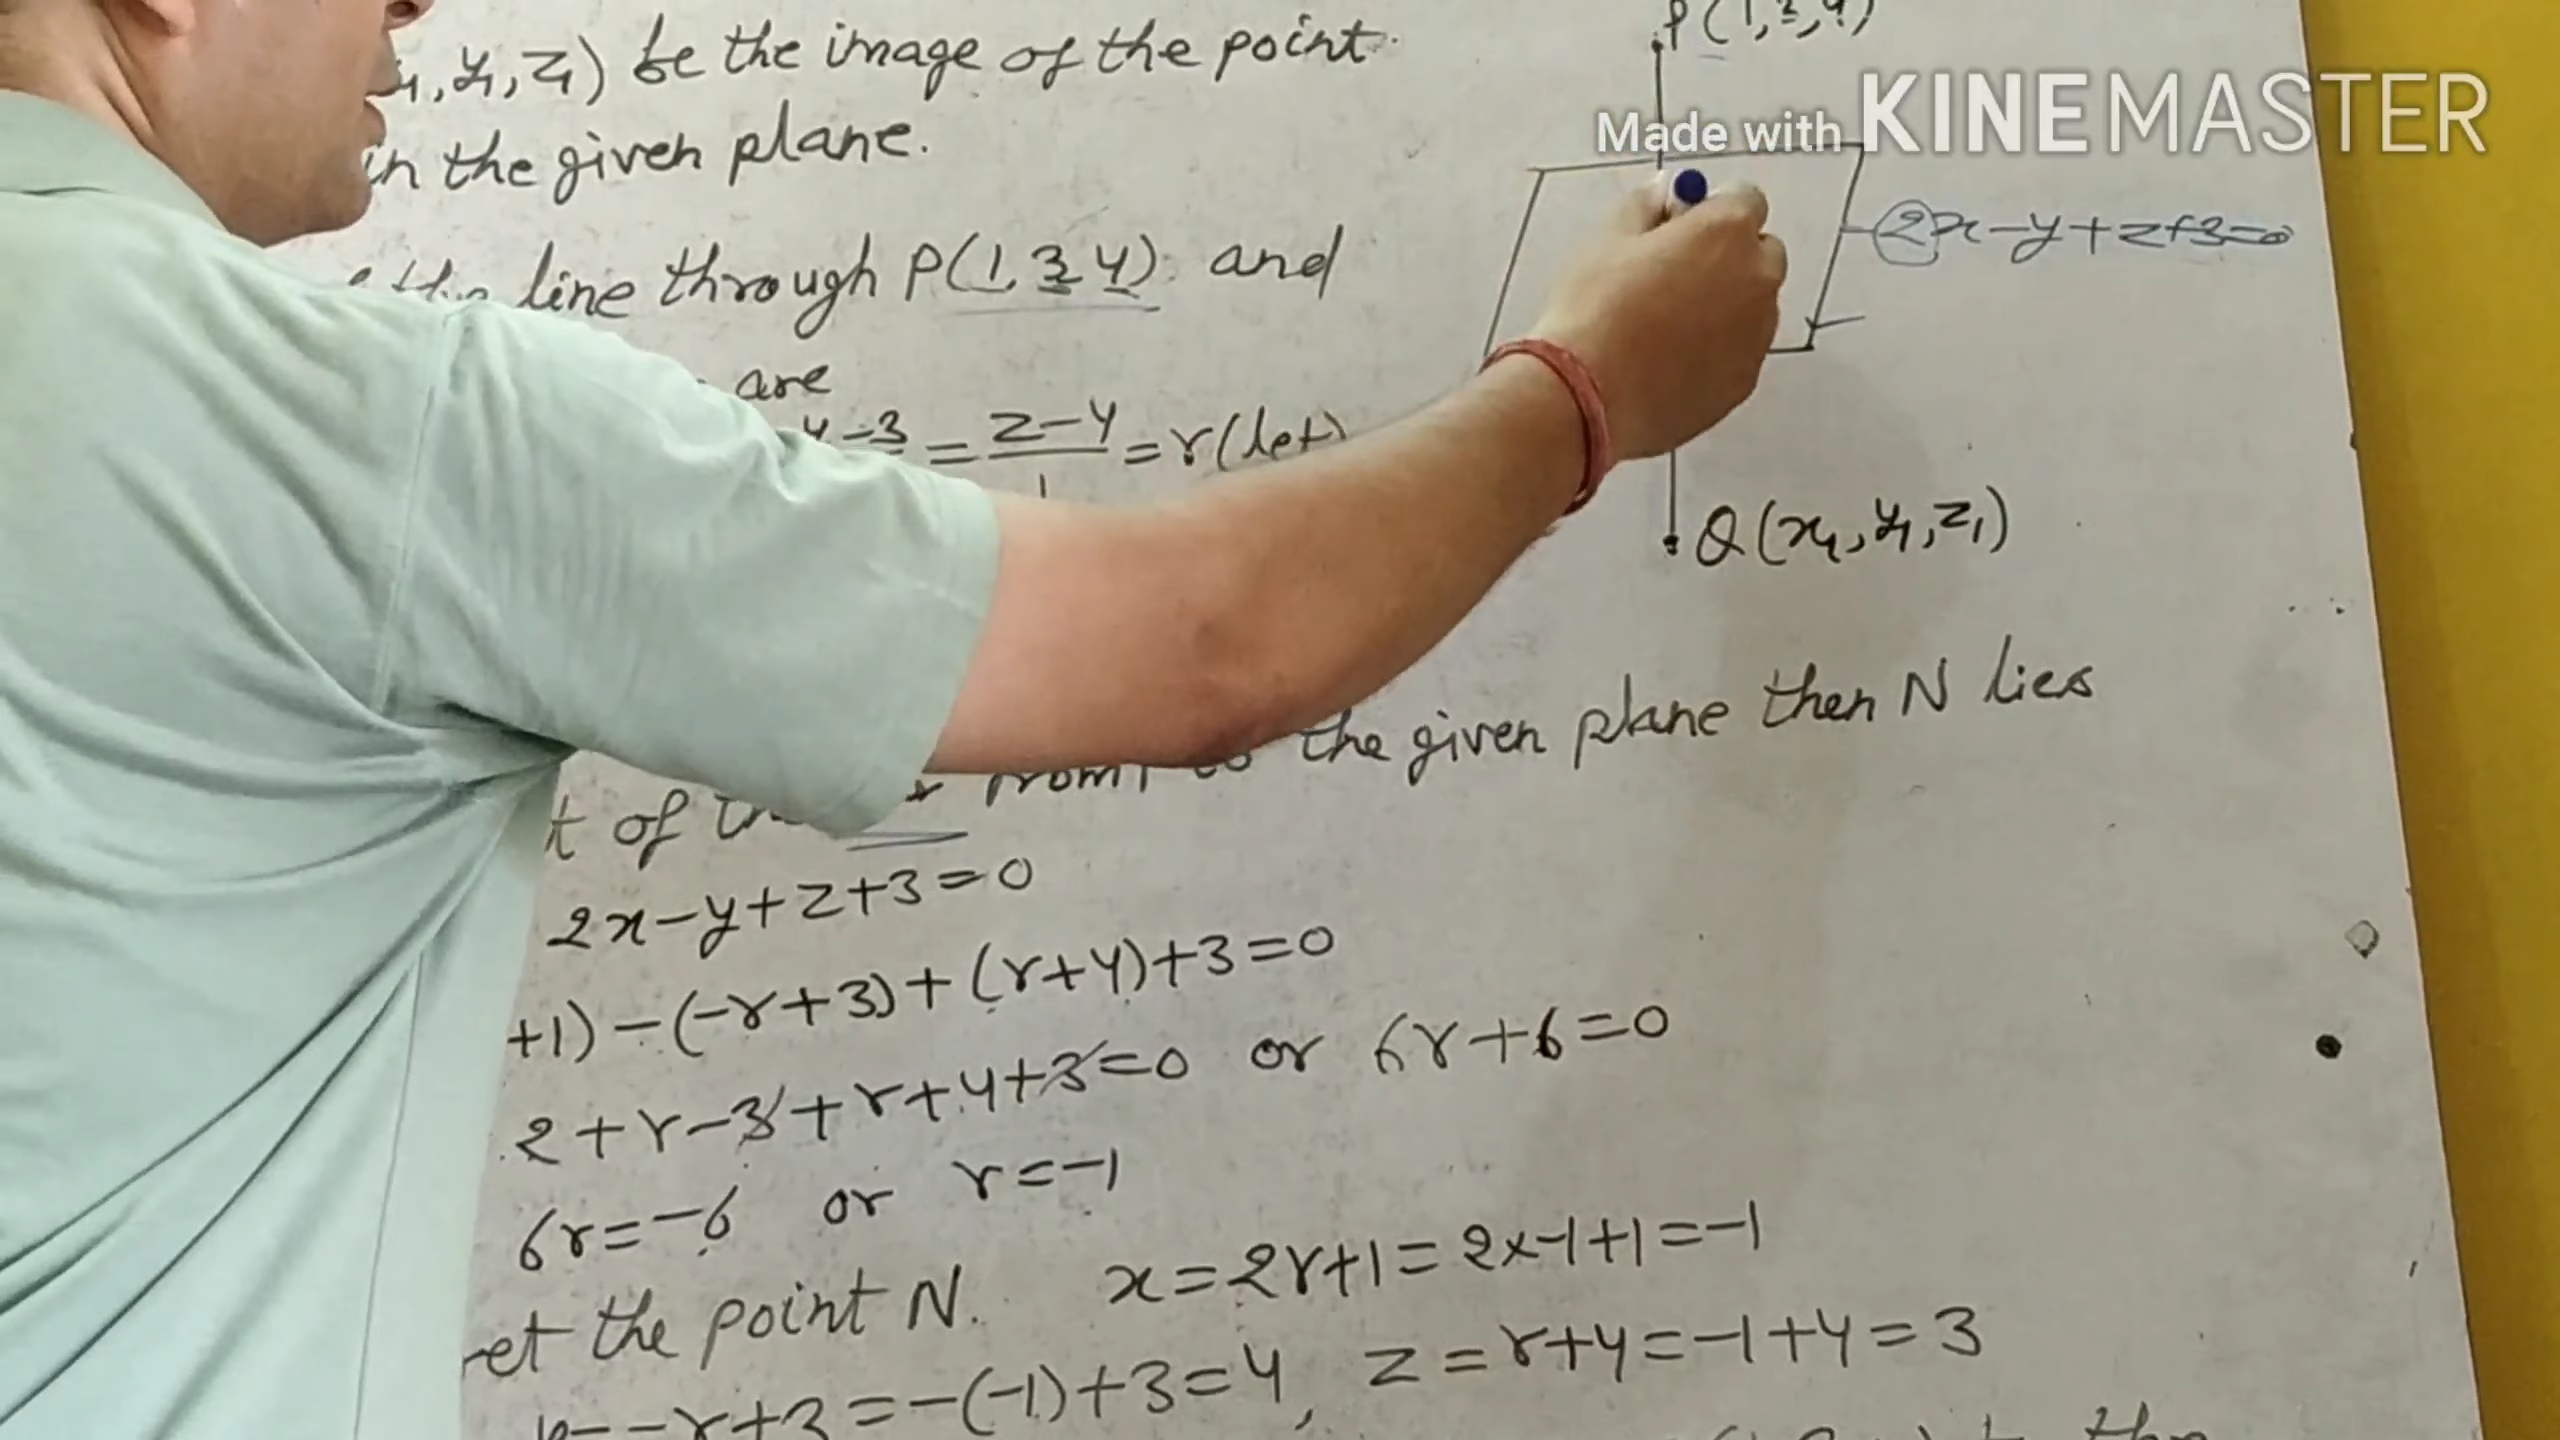 x₁, y₁, z₁) be the image of the point
in the given plane.
line through P(1, 3, 4) and
are
y-3 = z-4/1 = r (let)
P(1, 3, 4)
Made with KINEMASTER
2x-y+z+3=0
Q(x₁, y₁, z₁)
the given plane then N lies
of
2x-y+z+3=0
+1)-(-r+3)+(r+4)+3=0
2+r-3+r+4+3=0 or 6r+6=0
6r=-6 or r=-1
the point N. x=2r+1=2x-1+1=-1
-r+3=-(-1)+3=4, z=r+4=-1+4=3
the